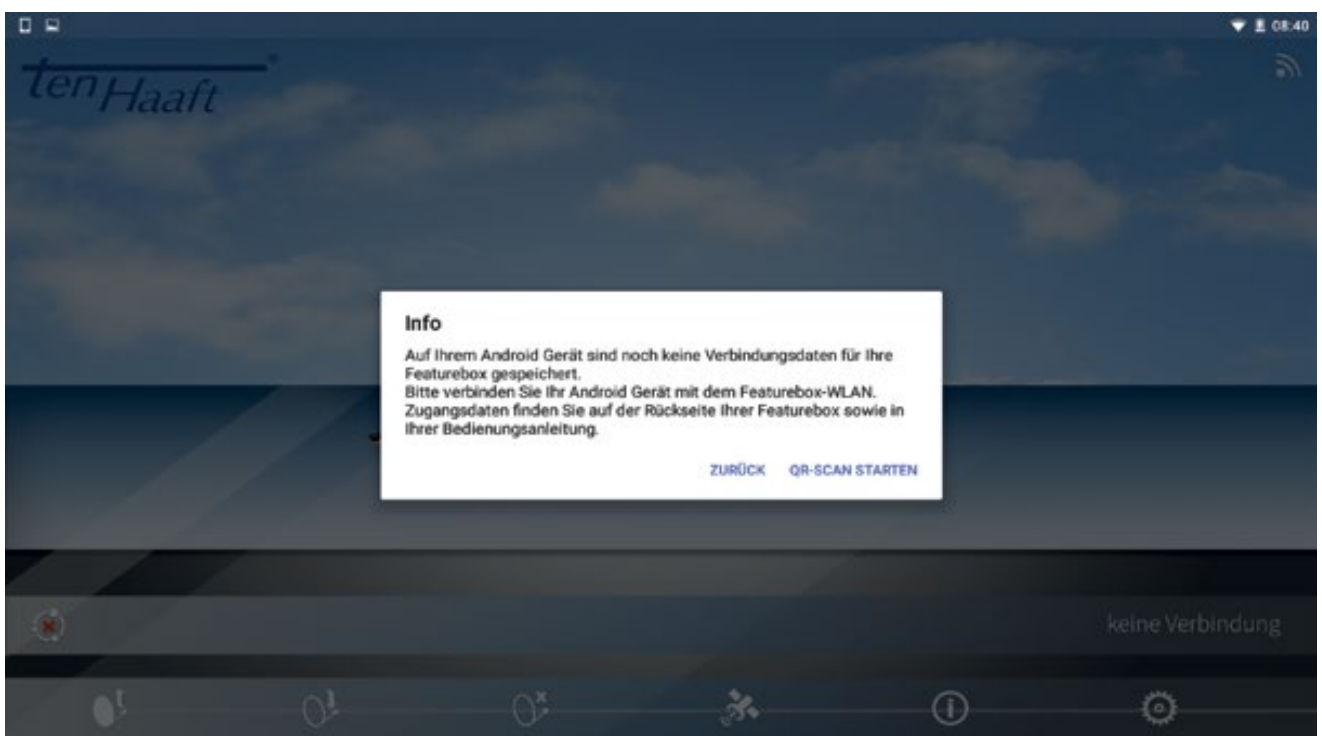 08:40
ten Haaft®
Info
Auf Ihrem Android Gerät sind noch keine Verbindungsdaten für Ihre
Featurebox gespeichert.
Bitte verbinden Sie Ihr Android Gerät mit dem Featurebox-WLAN.
Zugangsdaten finden Sie auf der Rückseite Ihrer Featurebox sowie in
Ihrer Bedienungsanleitung.
ZURÜCK QR-SCAN STARTEN
keine Verbindung